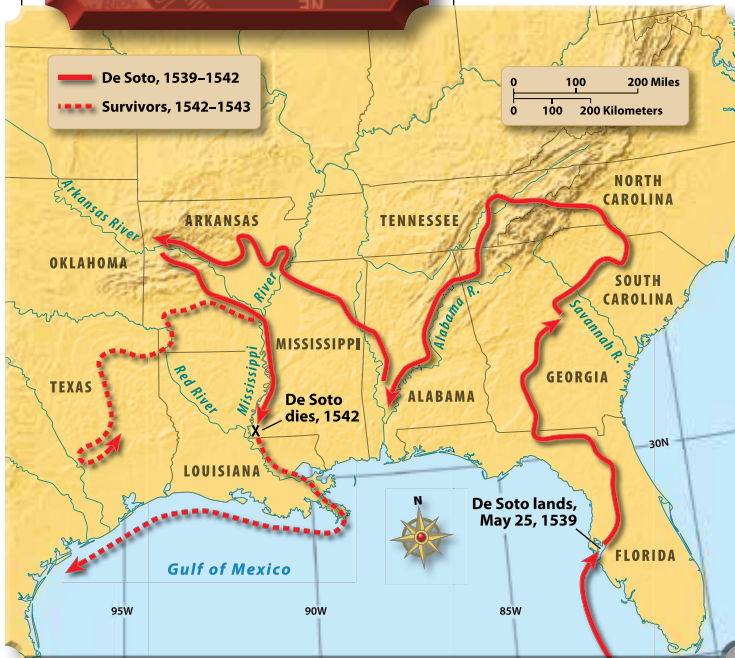 De Soto, 1539–1542
Survivors, 1542–1543
0 100 200 Miles
0 100 200 Kilometers
NORTH
CAROLINA
Arkansas River
ARKANSAS
TENNESSEE
OKLAHOMA
River
Alabama R.
SOUTH
CAROLINA
Savannah R.
MISSISSIPPI
Mississippi
TEXAS
Red River
GEORGIA
ALABAMA
De Soto
dies, 1542
X
30N
LOUISIANA
N
De Soto lands,
May 25, 1539
FLORIDA
Gulf of Mexico
95W
90W
85W